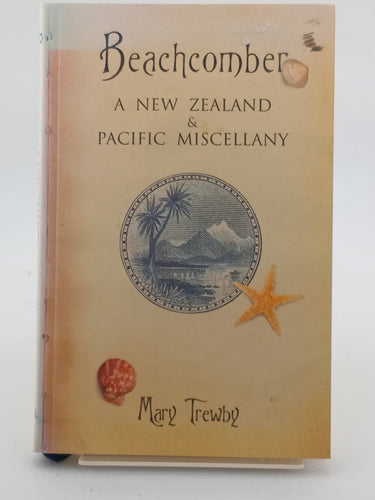 Beachcomber
A NEW ZEALAND
&
PACIFIC MISCELLANY
Mary Trewby